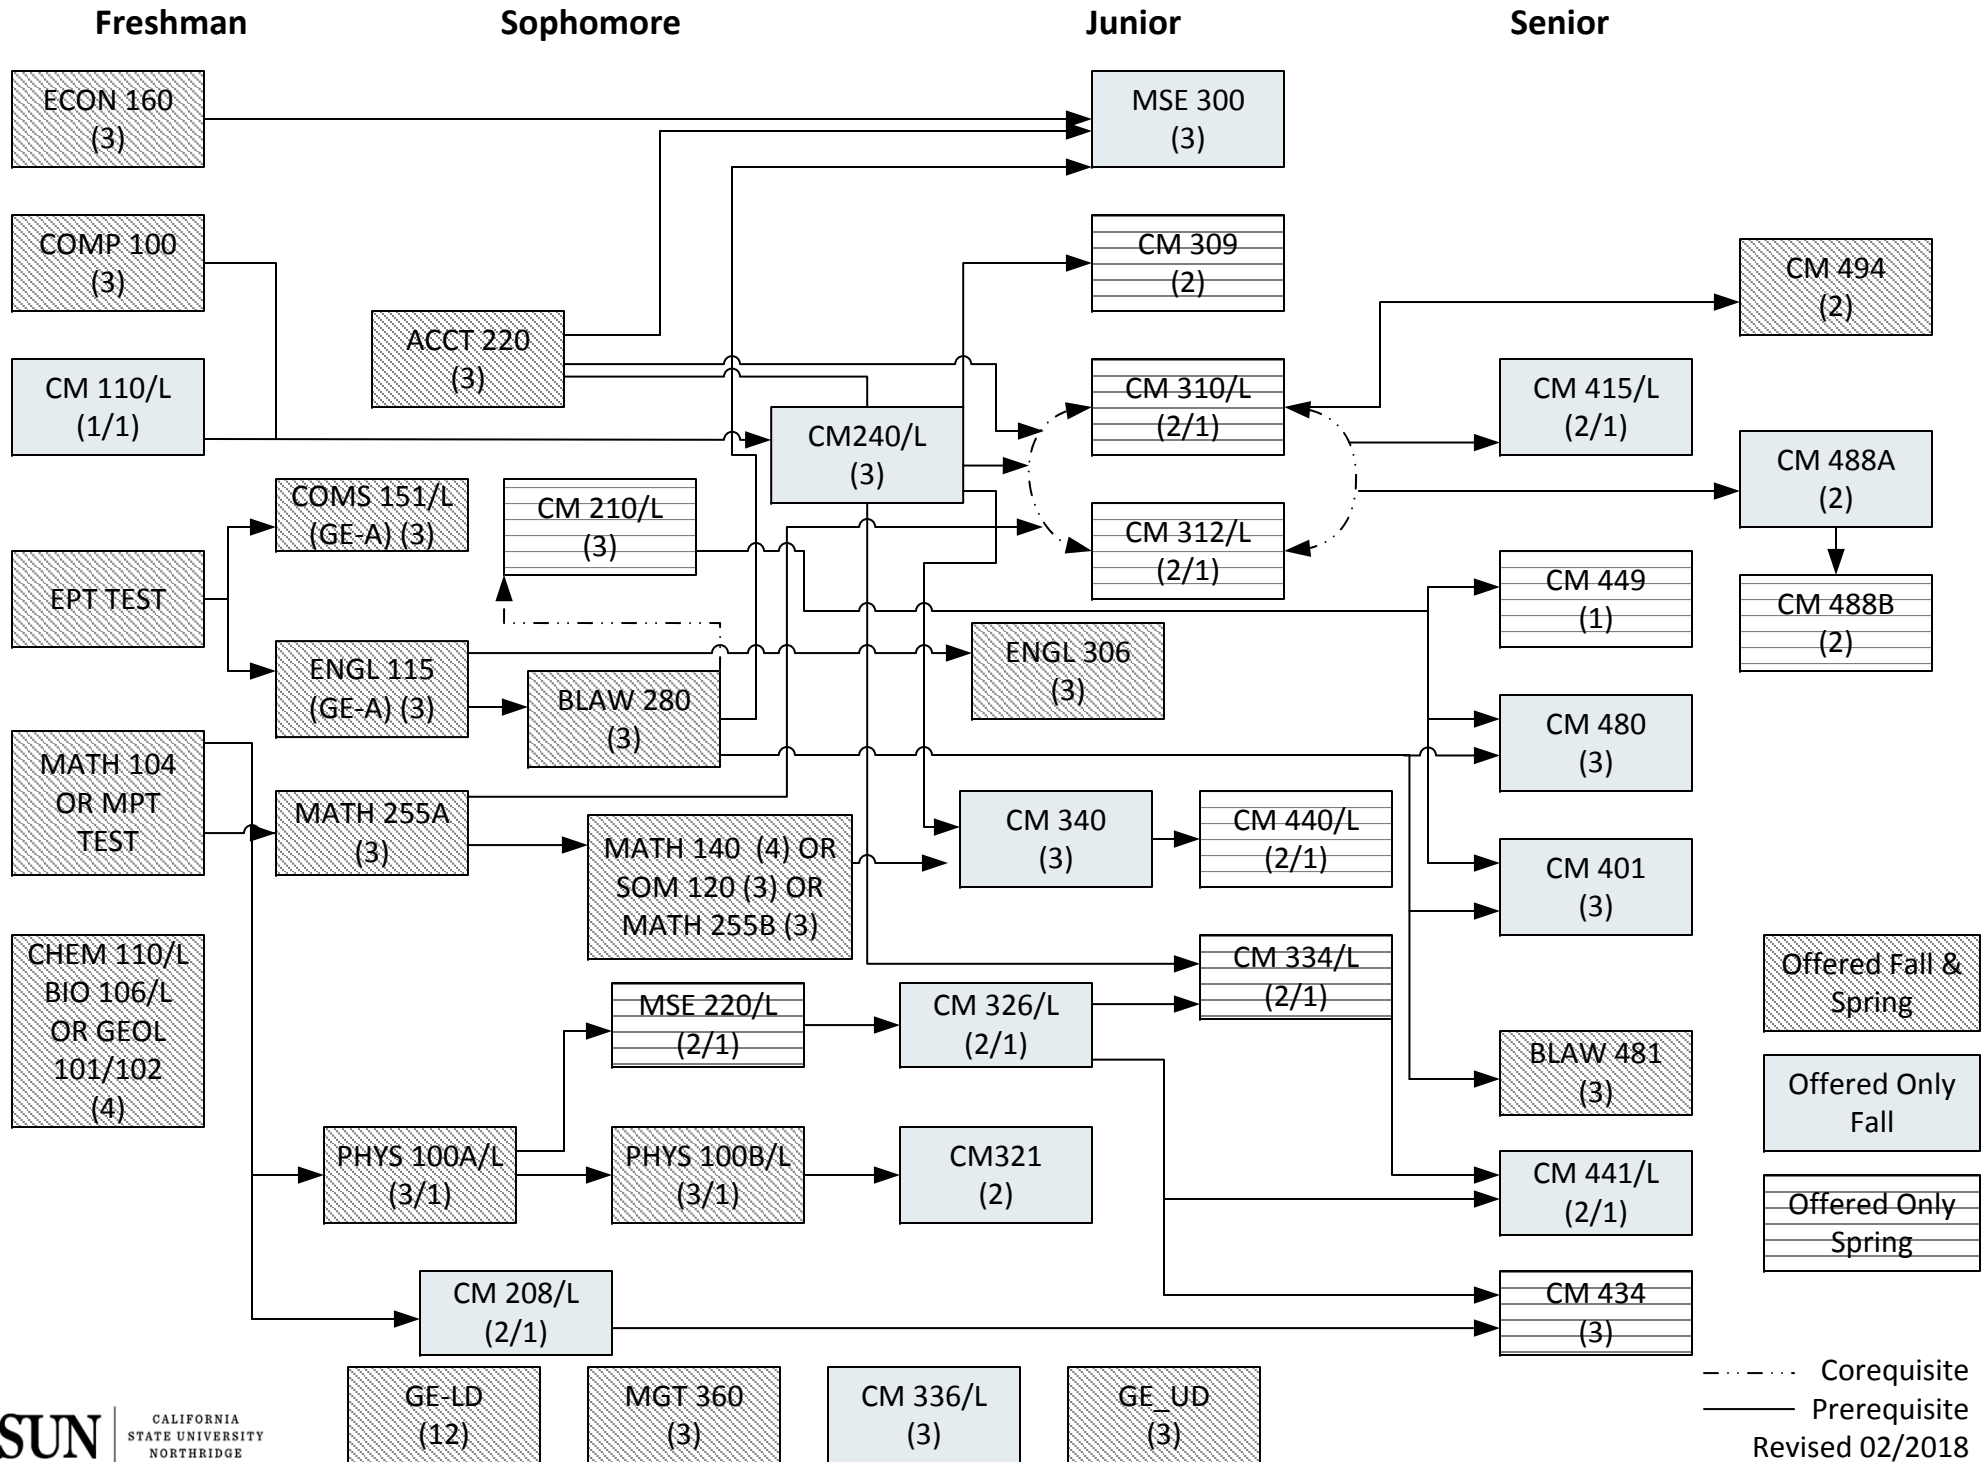 Freshman
Sophomore
Junior
Senior
ECON 160
(3)
MSE 300
(3)
COMP 100
(3)
CM 309
(2)
CM 494
(2)
ACCT 220
(3)
CM 110/L
(1/1)
CM 310/L
(2/1)
CM 415/L
(2/1)
CM240/L
(3)
CM 488A
(2)
COMS 151/L
(GE-A) (3)
CM 210/L
(3)
CM 312/L
(2/1)
EPT TEST
CM 449
(1)
CM 488B
(2)
ENGL 115
(GE-A) (3)
ENGL 306
(3)
BLAW 280
(3)
CM 480
(3)
MATH 104
OR MPT
TEST
MATH 255A
(3)
MATH 140 (4) OR
SOM 120 (3) OR
MATH 255B (3)
CM 340
(3)
CM 440/L
(2/1)
CM 401
(3)
CHEM 110/L
BIO 106/L
OR GEOL
101/102
(4)
CM 334/L
(2/1)
Offered Fall &
Spring
MSE 220/L
(2/1)
CM 326/L
(2/1)
BLAW 481
(3)
Offered Only
Fall
PHYS 100A/L
(3/1)
PHYS 100B/L
(3/1)
CM321
(2)
CM 441/L
(2/1)
Offered Only
Spring
CM 208/L
(2/1)
CM 434
(3)
GE-LD
(12)
MGT 360
(3)
CM 336/L
(3)
GE_UD
(3)
Corequisite
Prerequisite
Revised 02/2018
SUN
CALIFORNIA
STATE UNIVERSITY
NORTHRIDGE